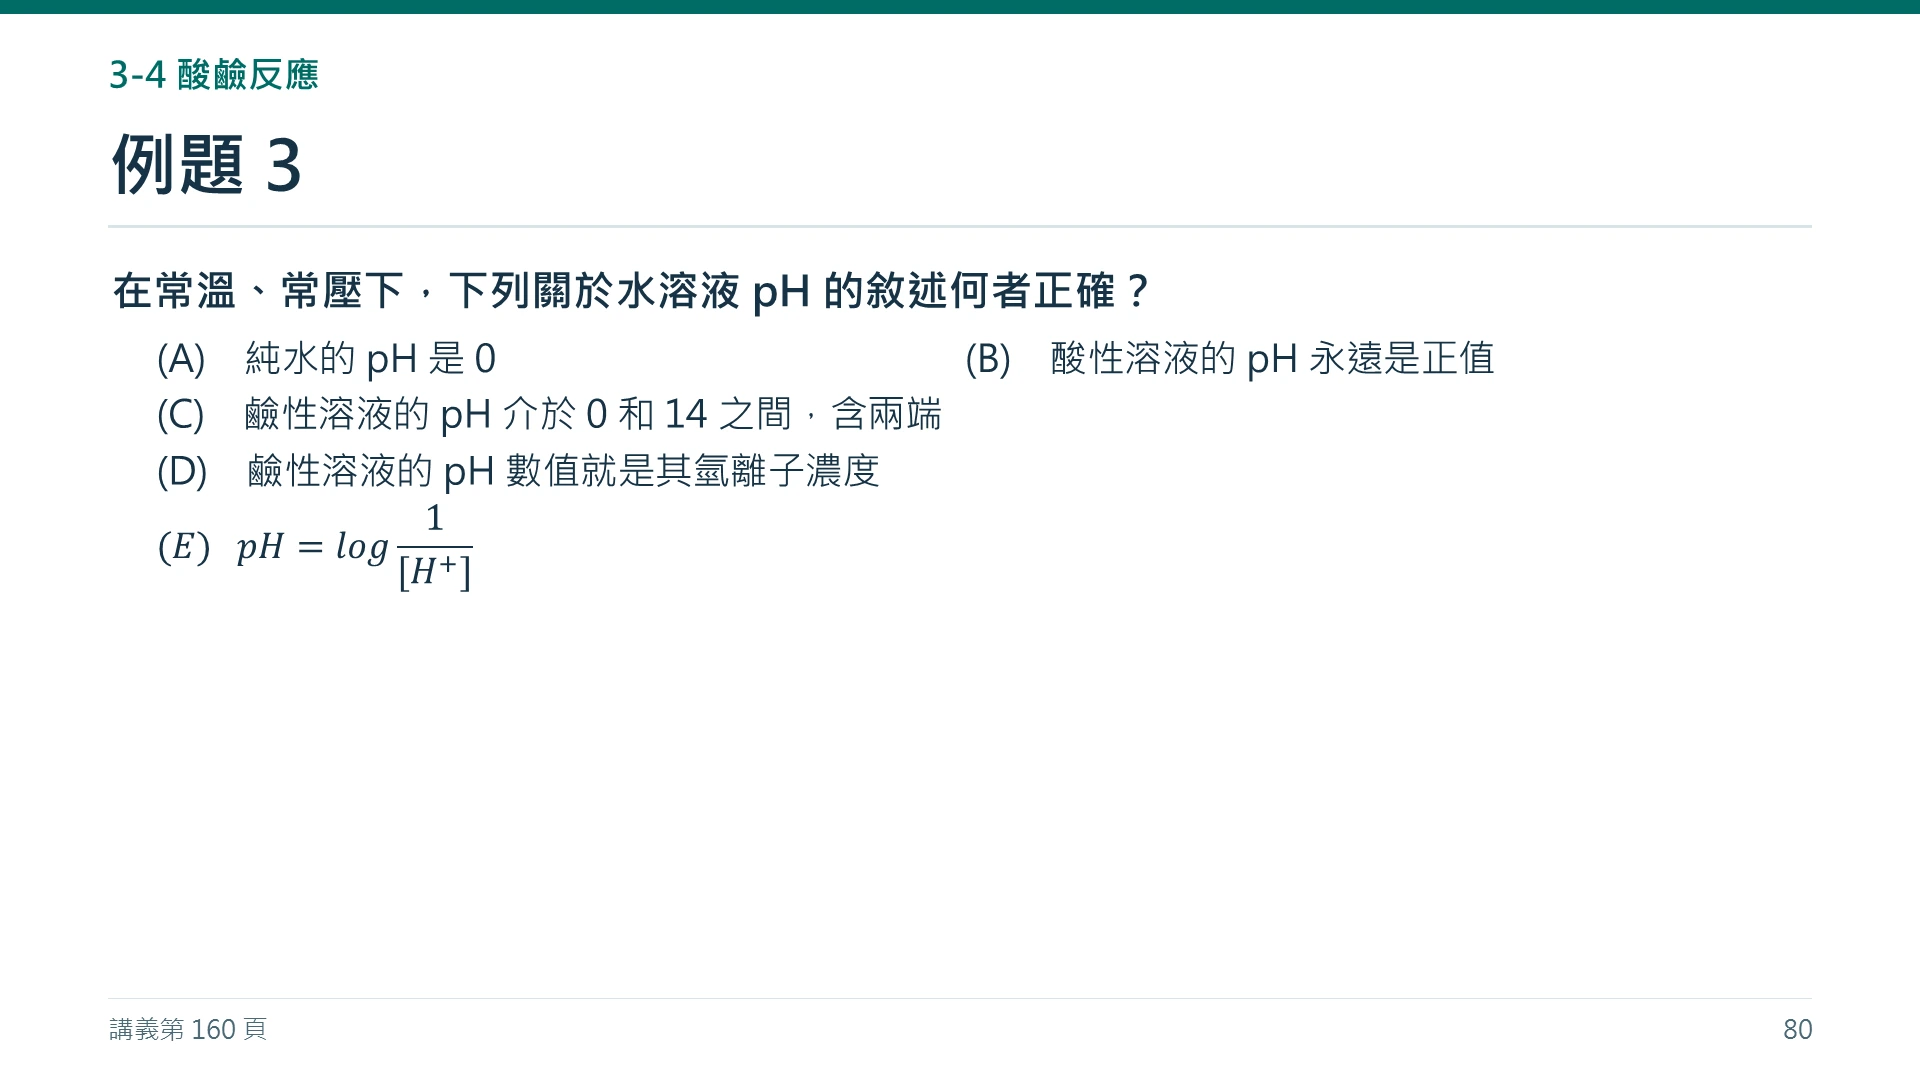 3-4 酸鹼反應
例題 3
在常溫、常壓下，下列關於水溶液 pH 的敘述何者正確？
(A) 純水的 pH 是 0 (B) 酸性溶液的 pH 永遠是正值
(C) 鹼性溶液的 pH 介於 0 和 14 之間，含兩端
(D) 鹼性溶液的 pH 數值就是其氫離子濃度
(E) pH = log 1/[H⁺]
講義第 160 頁 80